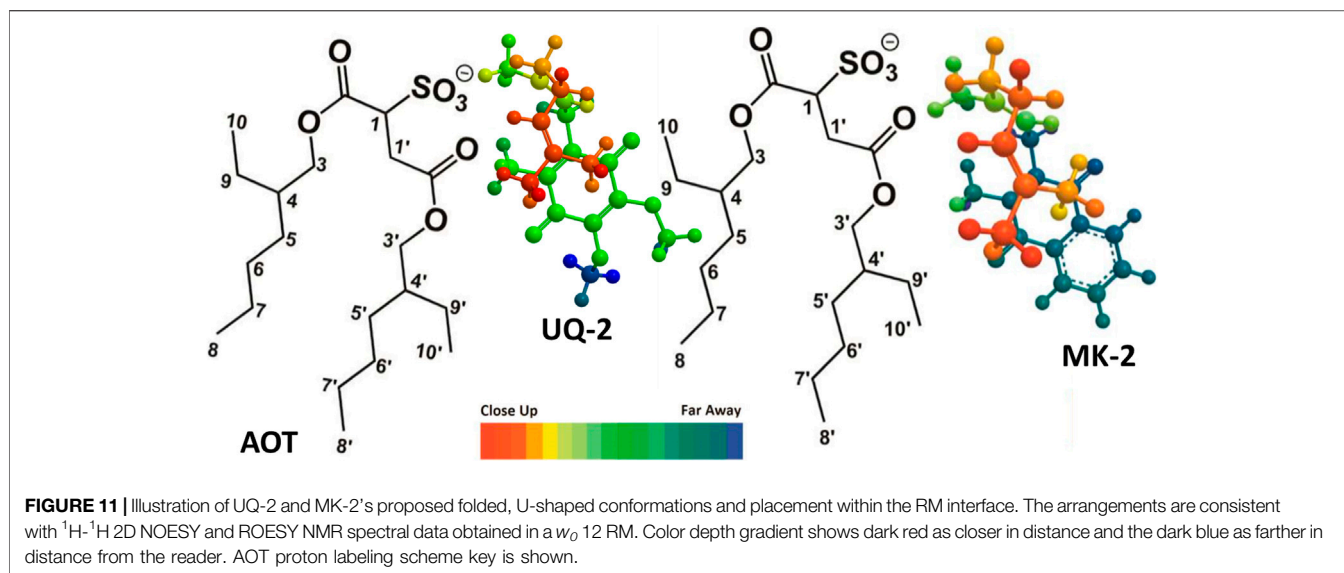 O
SO3⊖
O
1
1'
O
10
3
9
4
O
3'
5
4'
9'
6
5'
7
6'
10'
8
7'
8'
AOT
UQ-2
O
SO3⊖
O
1
1'
O
10
3
9
4
O
3'
5
4'
9'
6
5'
10'
7
6'
8
7'
8'
MK-2
Close Up Far Away
FIGURE 11 | Illustration of UQ-2 and MK-2's proposed folded, U-shaped conformations and placement within the RM interface. The arrangements are consistent
with ¹H-¹H 2D NOESY and ROESY NMR spectral data obtained in a w₀ 12 RM. Color depth gradient shows dark red as closer in distance and the dark blue as farther in
distance from the reader. AOT proton labeling scheme key is shown.